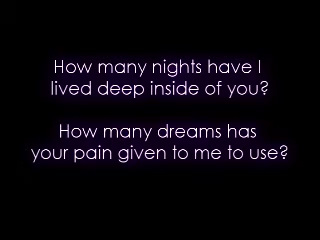 How many nights have I
lived deep inside of you?
How many dreams has
your pain given to me to use?